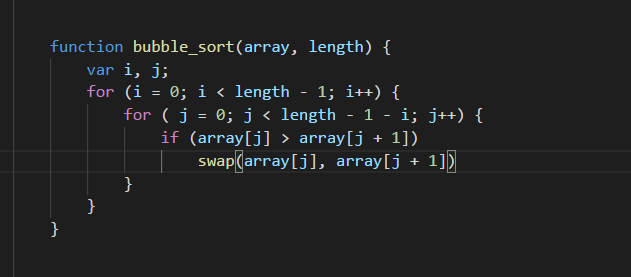 function bubble_sort(array, length) {
    var i, j;
    for (i = 0; i < length - 1; i++) {
        for ( j = 0; j < length - 1 - i; j++) {
            if (array[j] > array[j + 1])
                swap(array[j], array[j + 1])
        }
    }
}